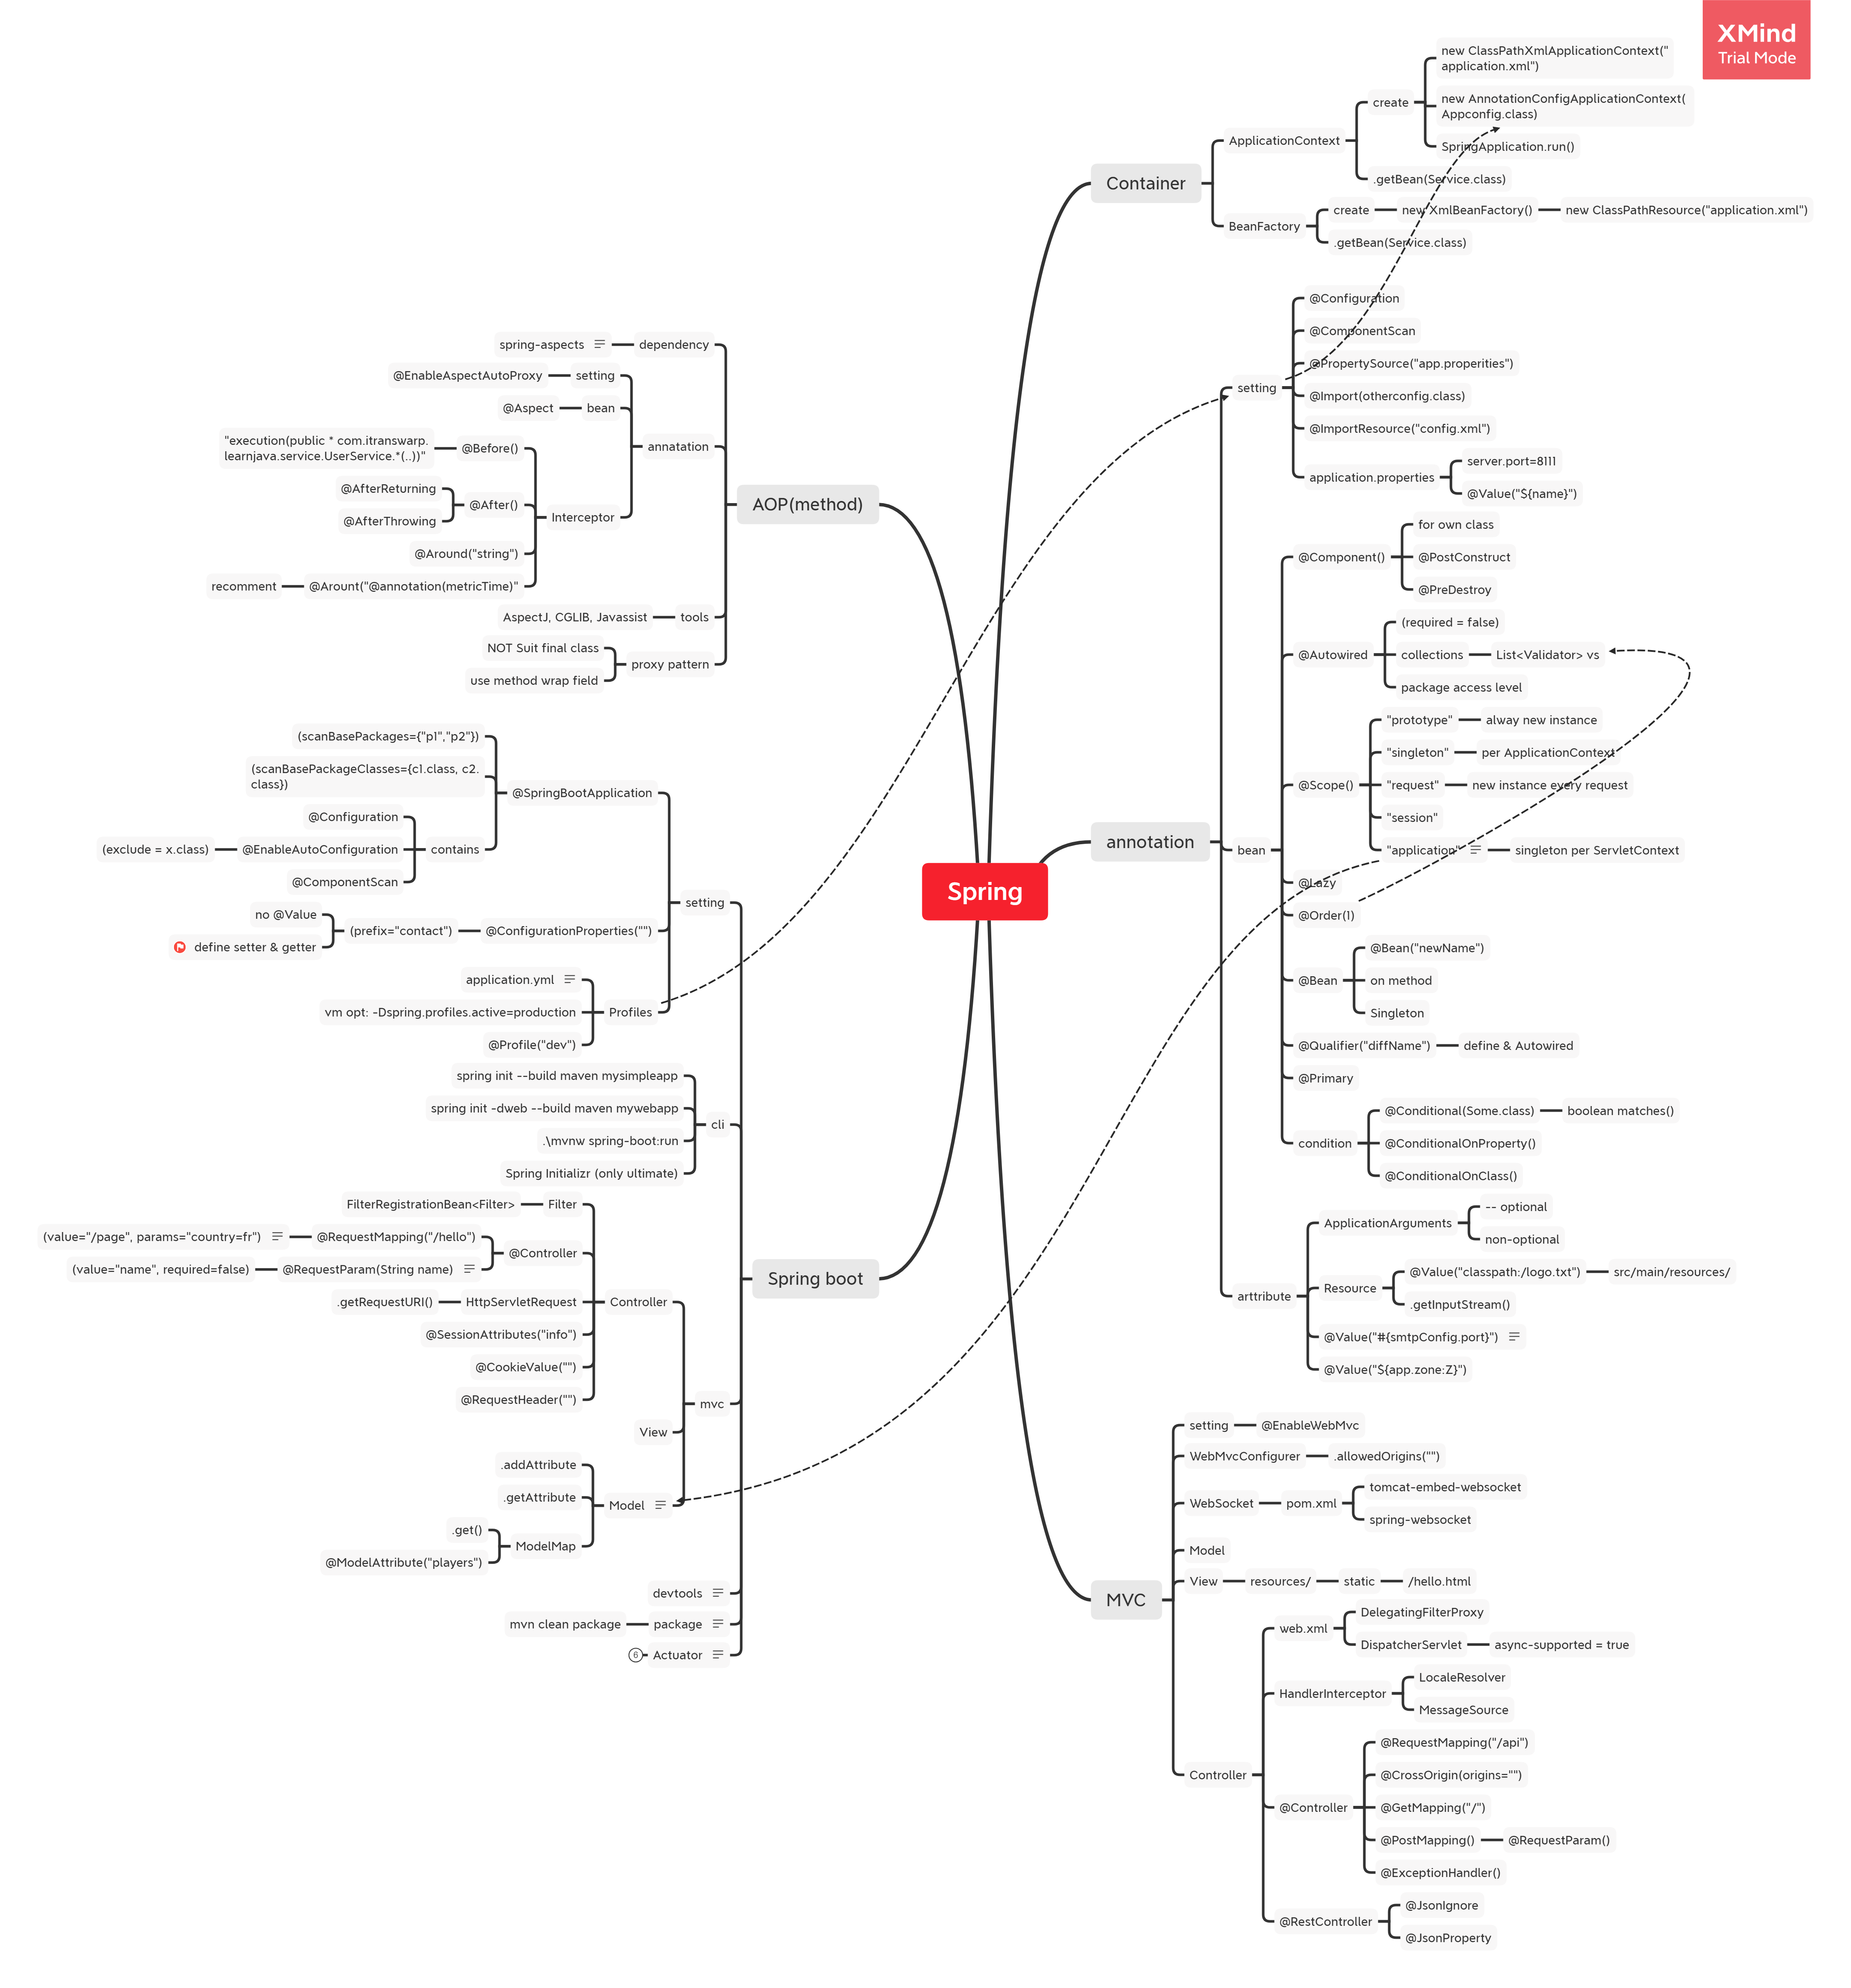 XMind
Trial Mode
Spring
Container
ApplicationContext
create
new ClassPathXmlApplicationContext("
application.xml")
new AnnotationConfigApplicationContext(
Appconfig.class)
SpringApplication.run()
.getBean(Service.class)
BeanFactory
create
new XmlBeanFactory()
new ClassPathResource("application.xml")
.getBean(Service.class)
annotation
setting
@Configuration
@ComponentScan
@PropertySource("app.properities")
@Import(otherconfig.class)
@ImportResource("config.xml")
application.properties
server.port=8111
@Value("${name}")
bean
@Component()
for own class
@PostConstruct
@PreDestroy
@Autowired
(required = false)
collections
List<Validator> vs
package access level
@Scope()
"prototype"
alway new instance
"singleton"
per ApplicationContext
"request"
new instance every request
"session"
"application"
singleton per ServletContext
@Lazy
@Order(1)
@Bean
@Bean("newName")
on method
Singleton
@Qualifier("diffName")
define & Autowired
@Primary
condition
@Conditional(Some.class)
boolean matches()
@ConditionalOnProperty()
@ConditionalOnClass()
arttribute
ApplicationArguments
-- optional
non-optional
Resource
@Value("classpath:/logo.txt")
src/main/resources/
.getInputStream()
@Value("#{smtpConfig.port}")
@Value("${app.zone:Z}")
MVC
setting
@EnableWebMvc
WebMvcConfigurer
.allowedOrigins("")
WebSocket
pom.xml
tomcat-embed-websocket
spring-websocket
Model
View
resources/
static
/hello.html
Controller
web.xml
DelegatingFilterProxy
DispatcherServlet
async-supported = true
HandlerInterceptor
LocaleResolver
MessageSource
@Controller
@RequestMapping("/api")
@CrossOrigin(origins="")
@GetMapping("/")
@PostMapping()
@RequestParam()
@ExceptionHandler()
@RestController
@JsonIgnore
@JsonProperty
AOP(method)
dependency
spring-aspects
annatation
setting
@EnableAspectAutoProxy
bean
@Aspect
Interceptor
@Before()
"execution(public * com.itranswarp.
learnjava.service.UserService.*(..))"
@After()
@AfterReturning
@AfterThrowing
@Around("string")
@Arount("@annotation(metricTime)"
recomment
tools
AspectJ, CGLIB, Javassist
proxy pattern
NOT Suit final class
use method wrap field
Spring boot
setting
@SpringBootApplication
(scanBasePackages={"p1","p2"})
(scanBasePackageClasses={c1.class, c2.
class})
contains
@Configuration
@EnableAutoConfiguration
(exclude = x.class)
@ComponentScan
@ConfigurationProperties("")
(prefix="contact")
no @Value
define setter & getter
Profiles
application.yml
vm opt: -Dspring.profiles.active=production
@Profile("dev")
cli
spring init --build maven mysimpleapp
spring init -dweb --build maven mywebapp
.\mvnw spring-boot:run
Spring Initializr (only ultimate)
mvc
Controller
Filter
FilterRegistrationBean<Filter>
@Controller
@RequestMapping("/hello")
(value="/page", params="country=fr")
@RequestParam(String name)
(value="name", required=false)
HttpServletRequest
.getRequestURI()
@SessionAttributes("info")
@CookieValue("")
@RequestHeader("")
View
Model
.addAttribute
.getAttribute
ModelMap
.get()
@ModelAttribute("players")
devtools
package
mvn clean package
Actuator
6